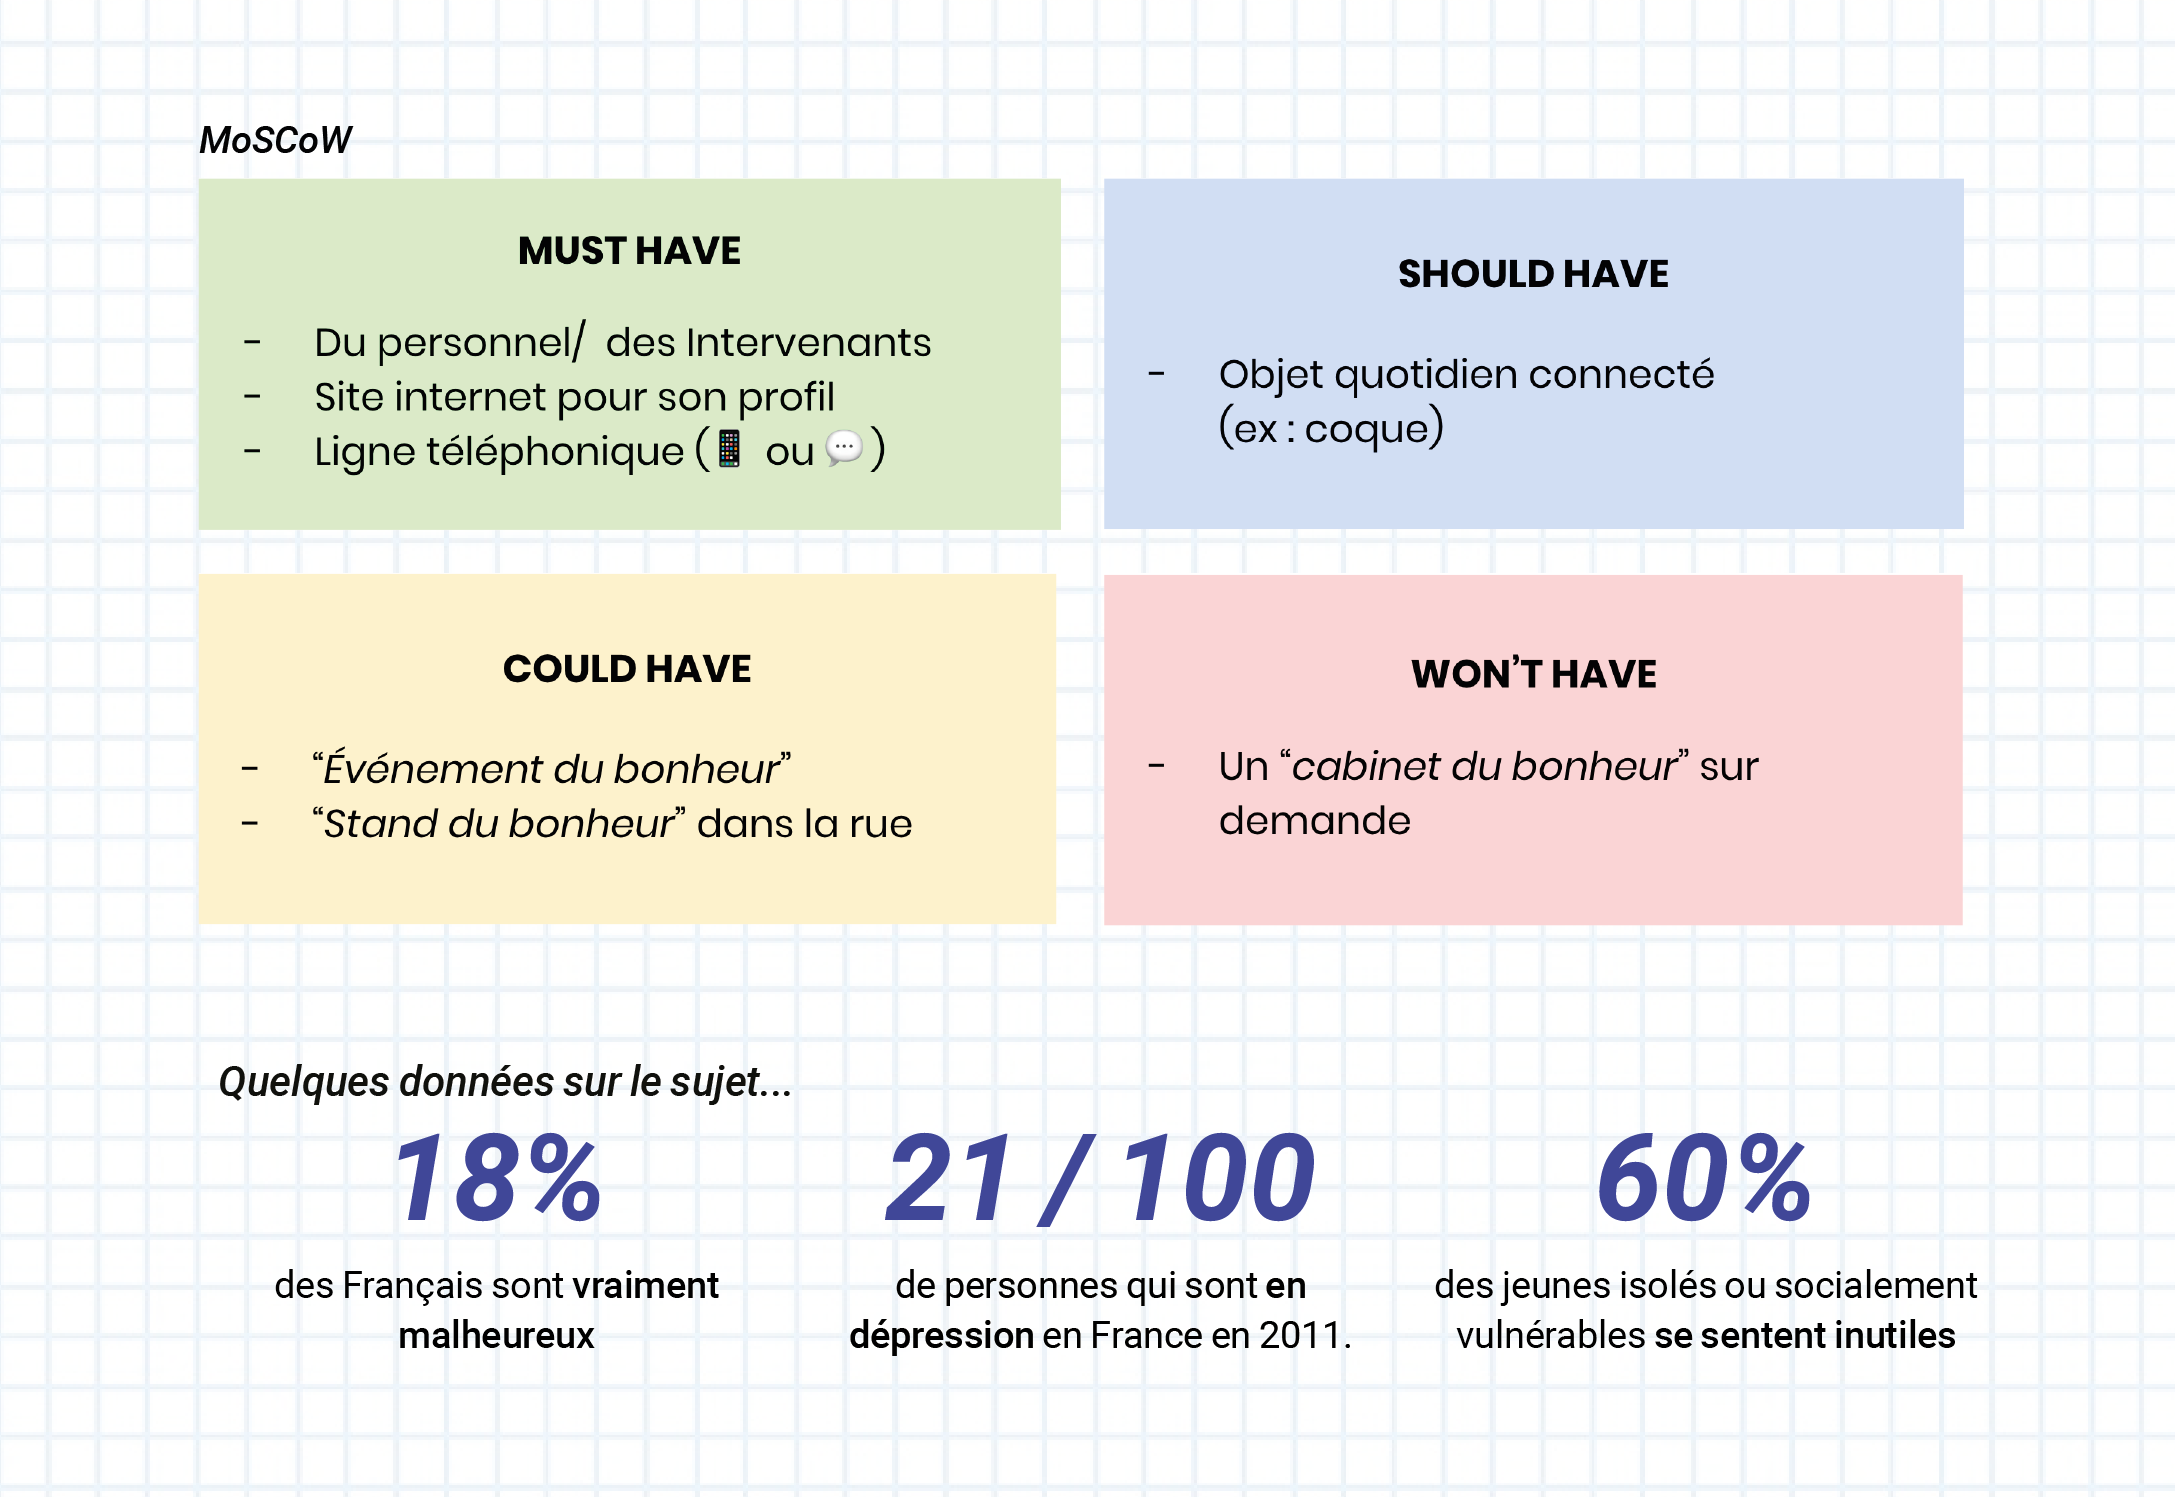 MoSCoW
MUST HAVE
- Du personnel/ des Intervenants
- Site internet pour son profil
- Ligne téléphonique (📱 ou 💬)
SHOULD HAVE
- Objet quotidien connecté
(ex : coque)
COULD HAVE
- “Événement du bonheur”
- “Stand du bonheur” dans la rue
WON’T HAVE
- Un “cabinet du bonheur” sur
demande
Quelques données sur le sujet...
18%
des Français sont vraiment
malheureux
21 / 100
de personnes qui sont en
dépression en France en 2011.
60%
des jeunes isolés ou socialement
vulnérables se sentent inutiles